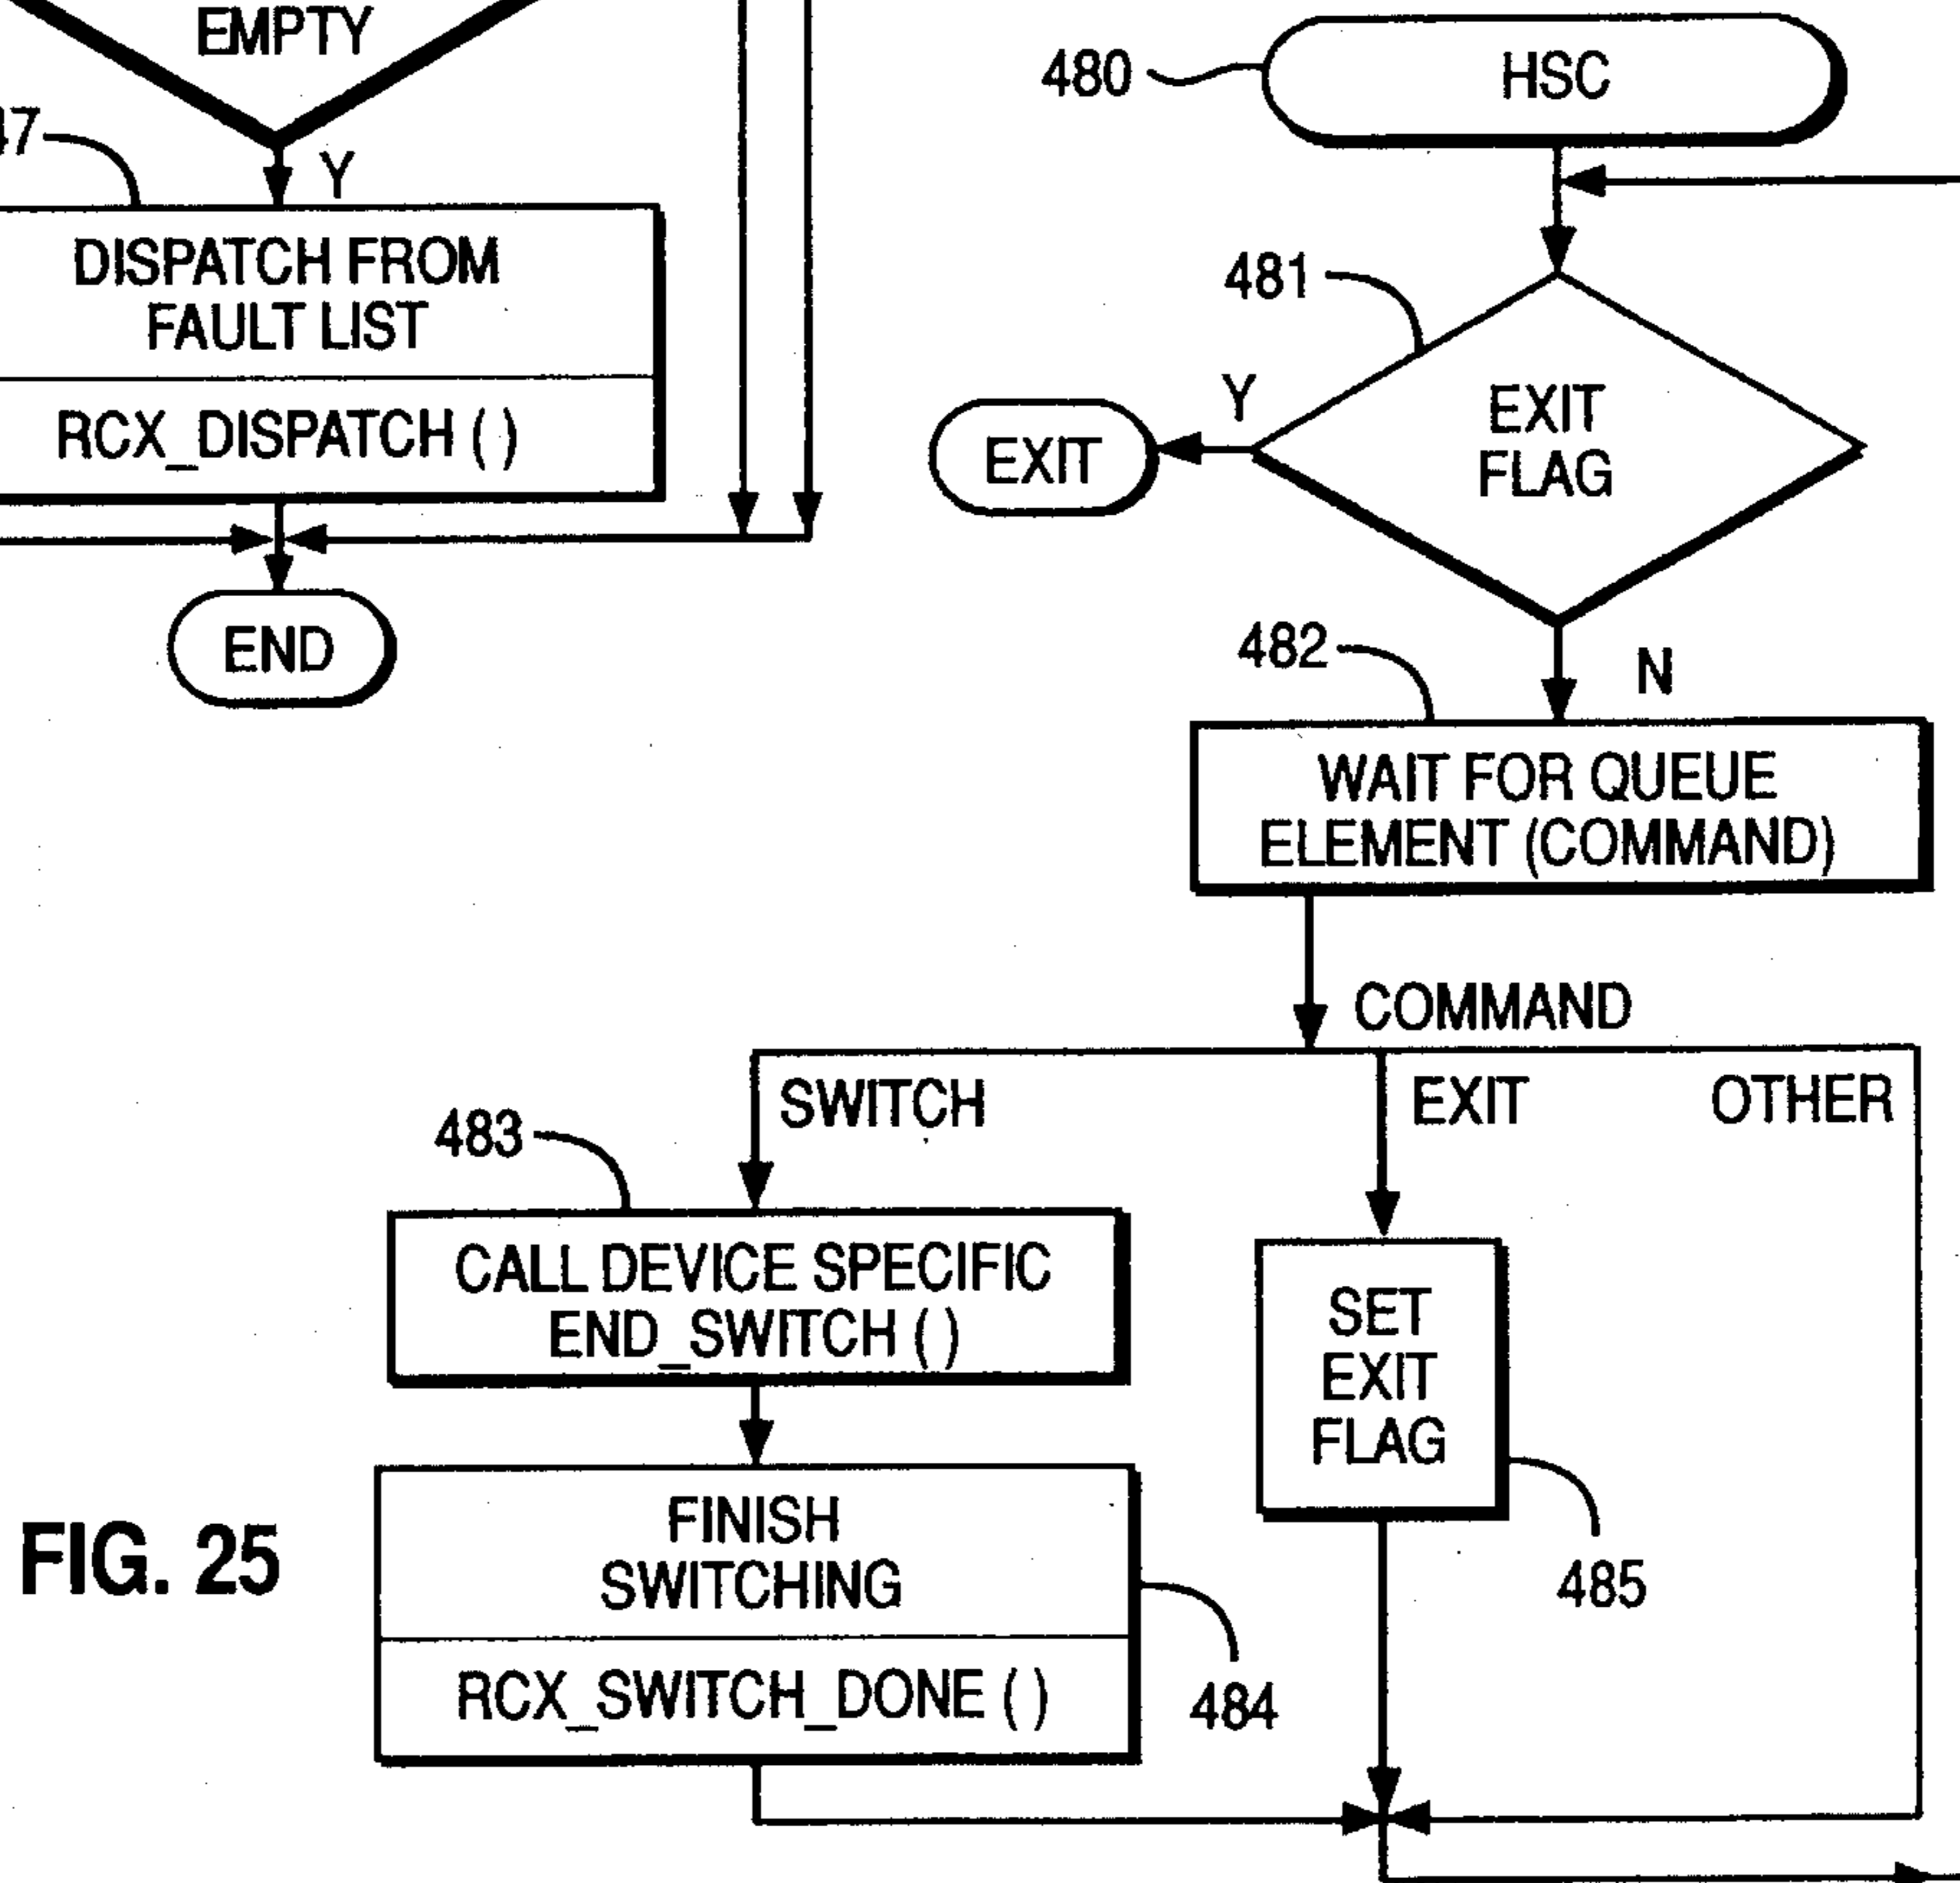 EMPTY
Y
DISPATCH FROM
FAULT LIST
RCX_DISPATCH ( )
END
480
HSC
481
EXIT
FLAG
Y
EXIT
N
482
WAIT FOR QUEUE
ELEMENT (COMMAND)
COMMAND
SWITCH
EXIT
OTHER
483
CALL DEVICE SPECIFIC
END_SWITCH ( )
SET
EXIT
FLAG
485
FINISH
SWITCHING
RCX_SWITCH_DONE ( )
484
FIG. 25